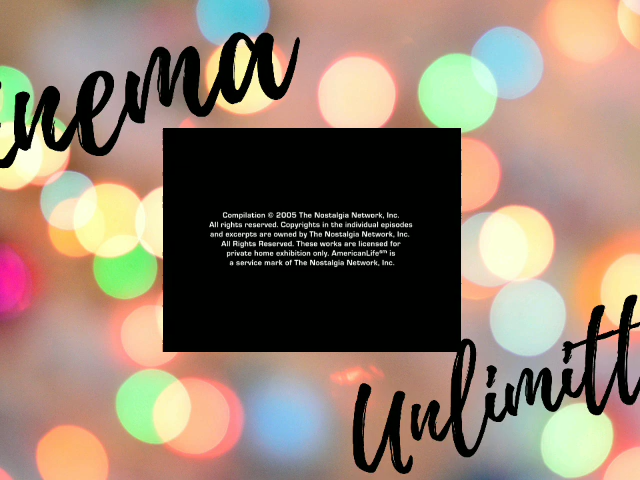 inema
Compilation © 2005 The Nostalgia Network, Inc.
All rights reserved. Copyrights in the individual episodes
and excerpts are owned by The Nostalgia Network, Inc.
All Rights Reserved. These works are licensed for
private home exhibition only. AmericanLife℠ is
a service mark of The Nostalgia Network, Inc.
Unlimitt